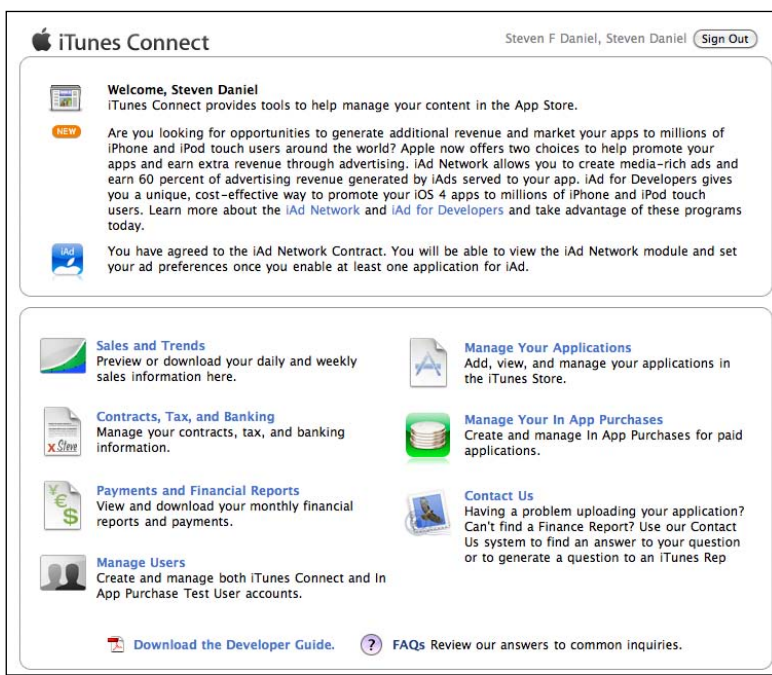 iTunes Connect
Steven F Daniel, Steven Daniel Sign Out
Welcome, Steven Daniel
iTunes Connect provides tools to help manage your content in the App Store.
NEW
Are you looking for opportunities to generate additional revenue and market your apps to millions of
iPhone and iPod touch users around the world? Apple now offers two choices to help promote your
apps and earn extra revenue through advertising. iAd Network allows you to create media-rich ads and
earn 60 percent of advertising revenue generated by iAds served to your app. iAd for Developers gives
you a unique, cost-effective way to promote your iOS 4 apps to millions of iPhone and iPod touch
users. Learn more about the iAd Network and iAd for Developers and take advantage of these programs
today.
iAd
You have agreed to the iAd Network Contract. You will be able to view the iAd Network module and set
your ad preferences once you enable at least one application for iAd.
Sales and Trends
Preview or download your daily and weekly
sales information here.
Contracts, Tax, and Banking
Manage your contracts, tax, and banking
information.
X Steve
Payments and Financial Reports
View and download your monthly financial
reports and payments.
¥€$
Manage Users
Create and manage both iTunes Connect and In
App Purchase Test User accounts.
Manage Your Applications
Add, view, and manage your applications in
the iTunes Store.
Manage Your In App Purchases
Create and manage In App Purchases for paid
applications.
Contact Us
Having a problem uploading your application?
Can't find a Finance Report? Use our Contact
Us system to find an answer to your question
or to generate a question to an iTunes Rep
Download the Developer Guide.
? FAQs Review our answers to common inquiries.